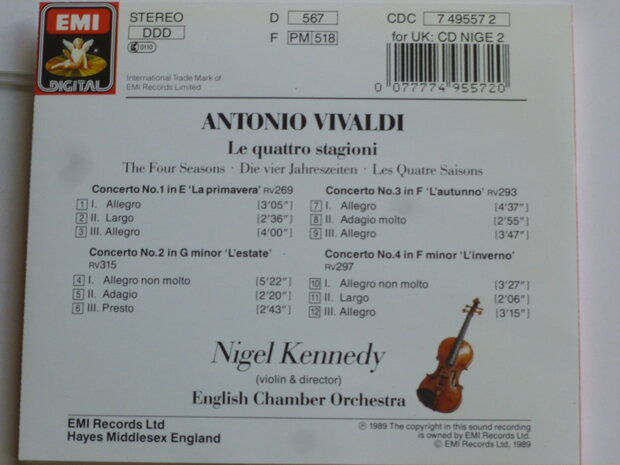 EMI
DIGITAL
STEREO
DDD
0110
International Trade Mark of
EMI Records Limited
D 567
F PM 518
CDC 7 49557 2
for UK: CD NIGE 2
0 077774 955720
ANTONIO VIVALDI
Le quattro stagioni
The Four Seasons · Die vier Jahreszeiten · Les Quatre Saisons
Concerto No.1 in E ‘La primavera’ RV269
1 I. Allegro [3’05”]
2 II. Largo [2’36”]
3 III. Allegro [4’00”]
Concerto No.2 in G minor ‘L’estate’
RV315
4 I. Allegro non molto [5’22”]
5 II. Adagio [2’20”]
6 III. Presto [2’43”]
Concerto No.3 in F ‘L’autunno’ RV293
7 I. Allegro [4’37”]
8 II. Adagio molto [2’55”]
9 III. Allegro [3’47”]
Concerto No.4 in F minor ‘L’inverno’
RV297
10 I. Allegro non molto [3’27”]
11 II. Largo [2’06”]
12 III. Allegro [3’15”]
Nigel Kennedy
(violin & director)
English Chamber Orchestra
EMI Records Ltd
Hayes Middlesex England
℗ 1989 The copyright in this sound recording
is owned by EMI Records Ltd.
© EMI Records Ltd, 1989